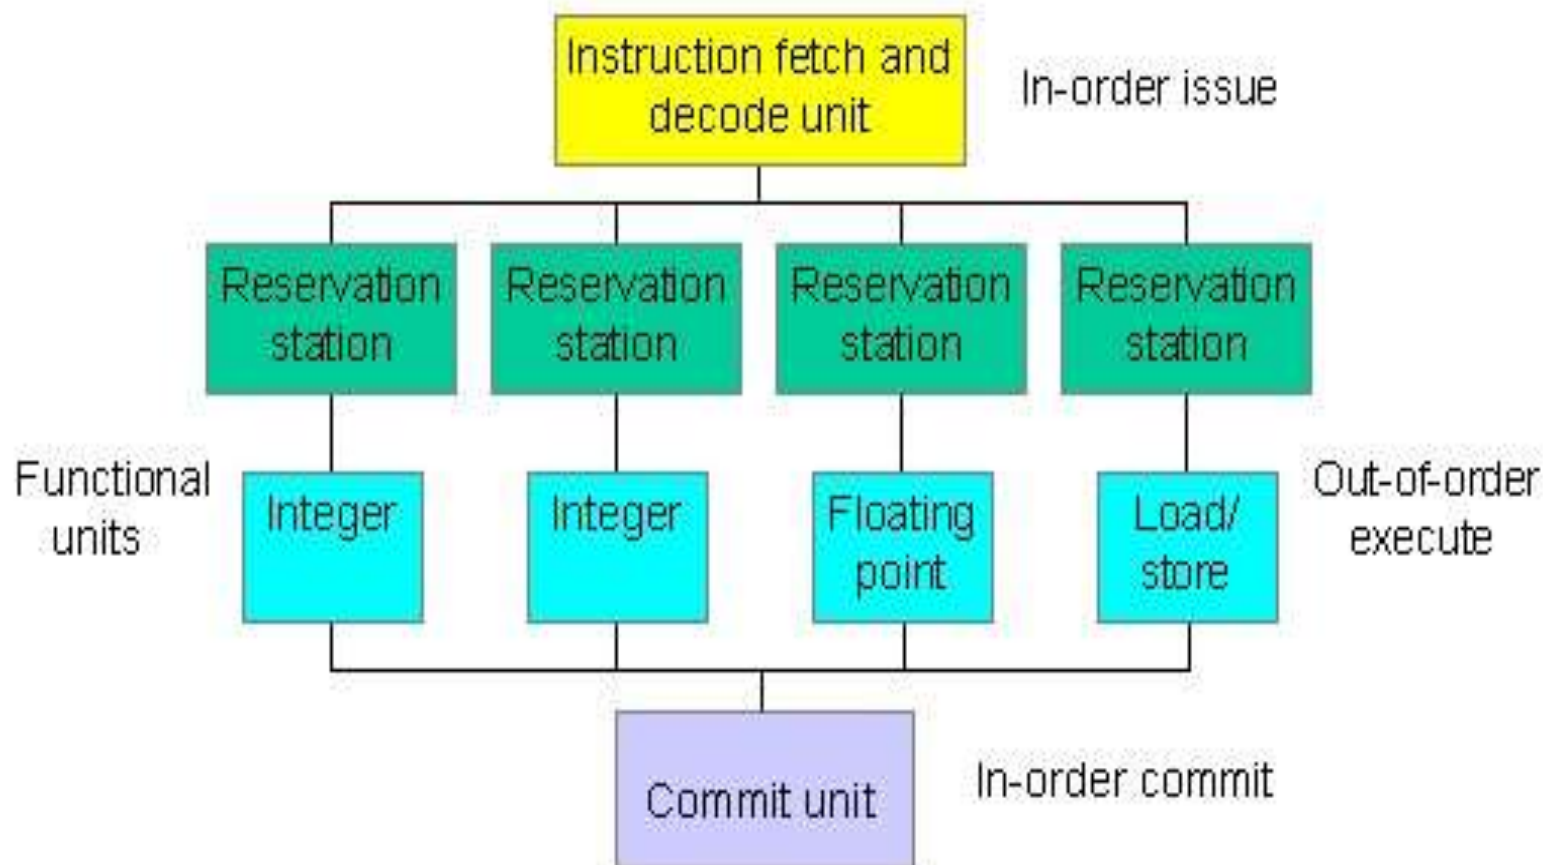 Instruction fetch and
decode unit
In-order issue
Reservation
station
Reservation
station
Reservation
station
Reservation
station
Functional
units
Integer
Integer
Floating
point
Load/
store
Out-of-order
execute
Commit unit
In-order commit